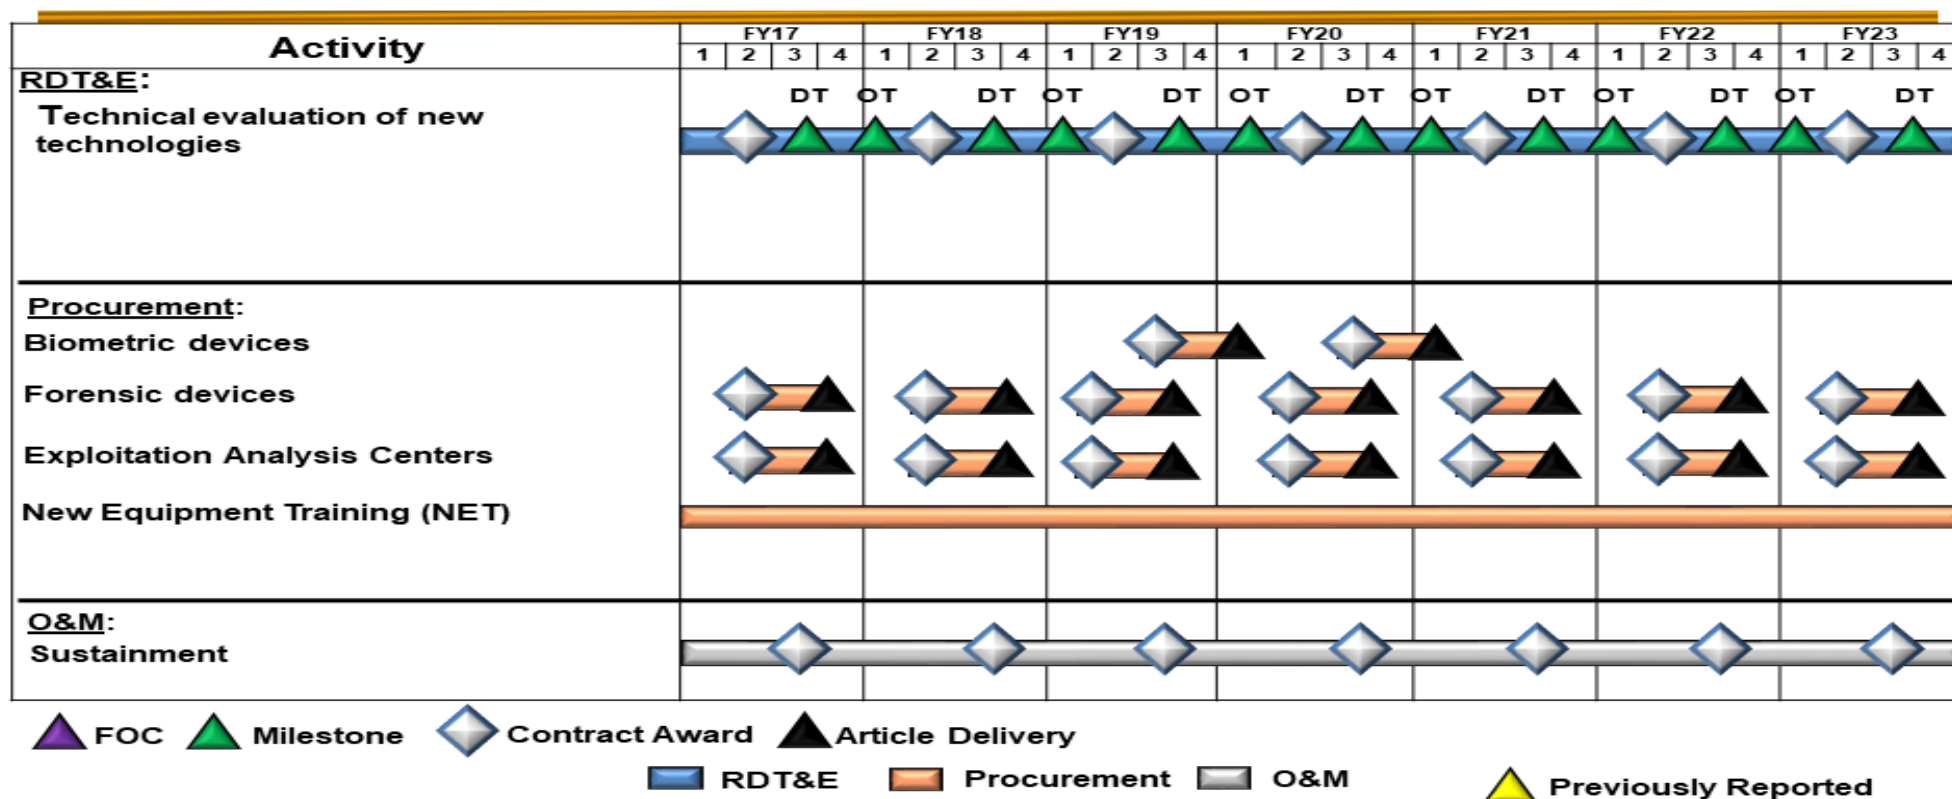 Activity
FY17 FY18 FY19 FY20 FY21 FY22 FY23
1 2 3 4 1 2 3 4 1 2 3 4 1 2 3 4 1 2 3 4 1 2 3 4 1 2 3 4
RDT&E:
DT OT DT OT DT OT DT OT DT OT DT OT DT
Technical evaluation of new
technologies
Procurement:
Biometric devices
Forensic devices
Exploitation Analysis Centers
New Equipment Training (NET)
O&M:
Sustainment
FOC Milestone Contract Award Article Delivery
RDT&E Procurement O&M Previously Reported